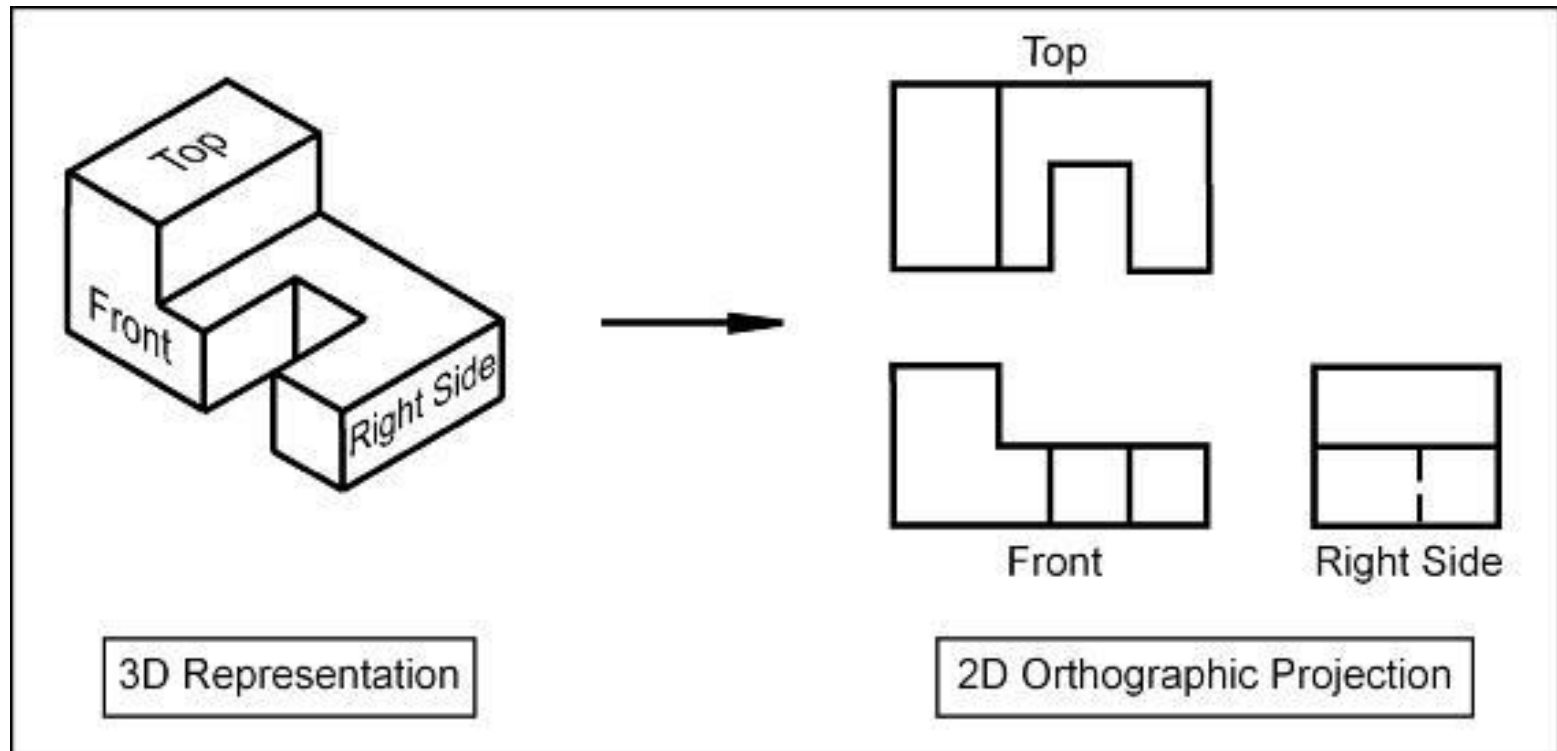 Top
Front
Right Side
Top
Front
Right Side
3D Representation
2D Orthographic Projection